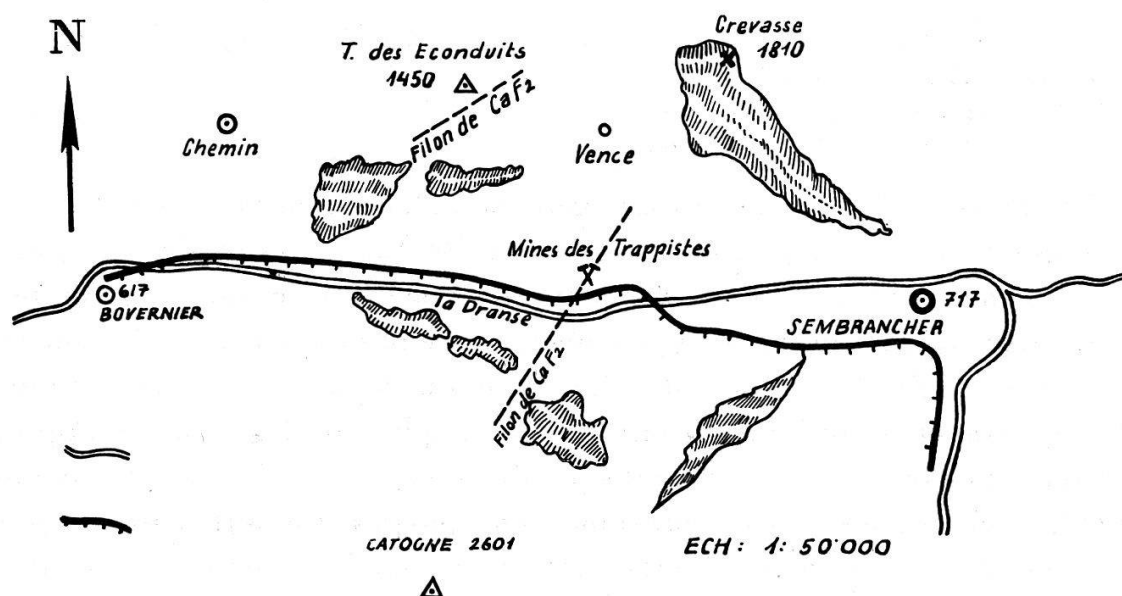 N
Crevasse
1810
T. des Econduits
1450
Filon de CaF2
Chemin
Vence
Mines des Trappistes
617
BOVERNIER
la Dranse
717
SEMBRANCHER
Filon de CaF2
CATOGNE 2601
ECH : 1: 50'000